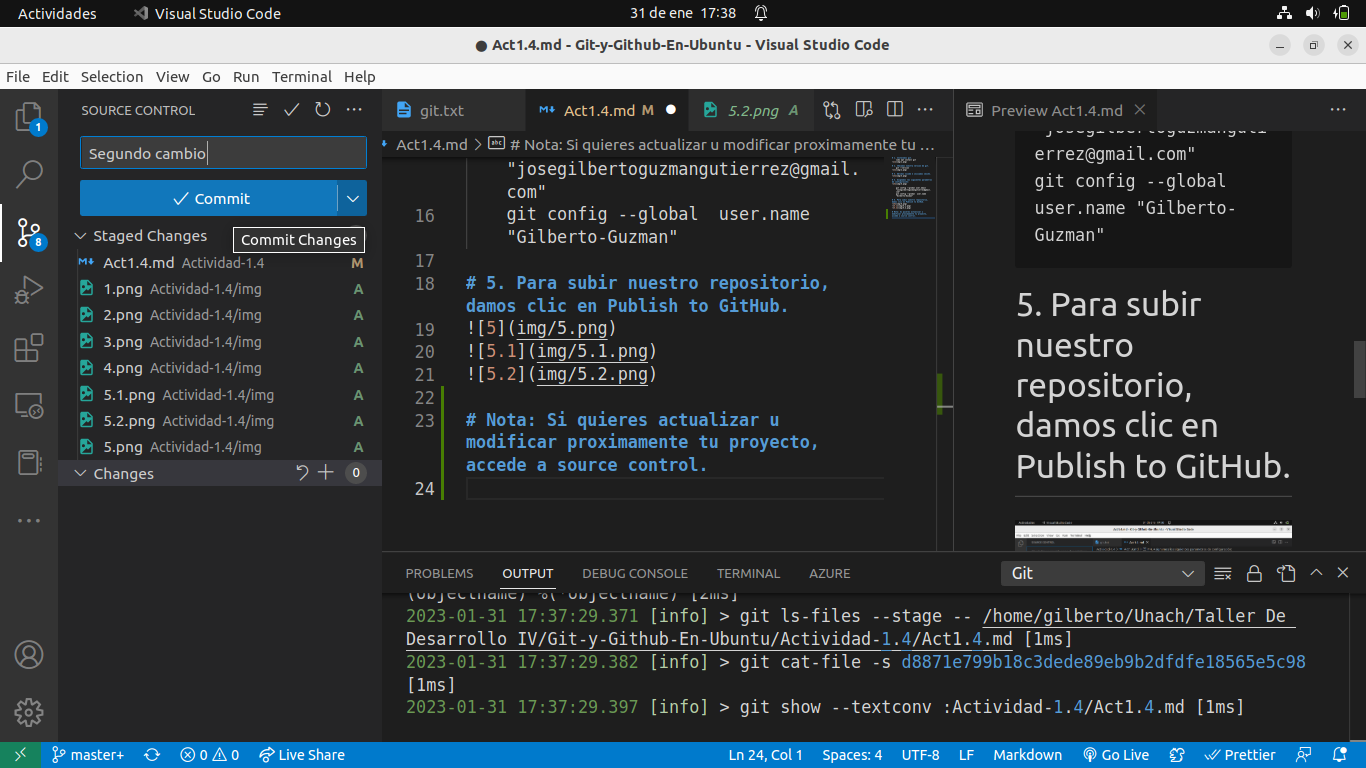 Actividades Visual Studio Code 31 de ene 17:38
Act1.4.md - Git-y-Github-En-Ubuntu - Visual Studio Code
File Edit Selection View Go Run Terminal Help
1
8
SOURCE CONTROL
Segundo cambio
Commit
Staged Changes
Commit Changes
Act1.4.md Actividad-1.4 M
1.png Actividad-1.4/img A
2.png Actividad-1.4/img A
3.png Actividad-1.4/img A
4.png Actividad-1.4/img A
5.1.png Actividad-1.4/img A
5.2.png Actividad-1.4/img A
5.png Actividad-1.4/img A
Changes 0
git.txt Act1.4.md M 5.2.png A
Act1.4.md > # Nota: Si quieres actualizar u modificar proximamente tu ...
"josegilbertoguzmangutierrez@gmail.
com"
16 git config --global  user.name
"Gilberto-Guzman"
17
18 # 5. Para subir nuestro repositorio,
damos clic en Publish to GitHub.
19 ![5](img/5.png)
20 ![5.1](img/5.1.png)
21 ![5.2](img/5.2.png)
22
23 # Nota: Si quieres actualizar u
modificar proximamente tu proyecto,
accede a source control.
24
Preview Act1.4.md
"josegilbertoguzmanguti
errez@gmail.com"
git config --global
user.name "Gilberto-
Guzman"
5. Para subir
nuestro
repositorio,
damos clic en
Publish to GitHub.
PROBLEMS OUTPUT DEBUG CONSOLE TERMINAL AZURE Git
(objectname) %(*objectname) [2ms]
2023-01-31 17:37:29.371 [info] > git ls-files --stage -- /home/gilberto/Unach/Taller De
Desarrollo IV/Git-y-Github-En-Ubuntu/Actividad-1.4/Act1.4.md [1ms]
2023-01-31 17:37:29.382 [info] > git cat-file -s d8871e799b18c3dede89eb9b2dfdfe18565e5c98
[1ms]
2023-01-31 17:37:29.397 [info] > git show --textconv :Actividad-1.4/Act1.4.md [1ms]
master+ 0 0 Live Share Ln 24, Col 1 Spaces: 4 UTF-8 LF Markdown Go Live Prettier